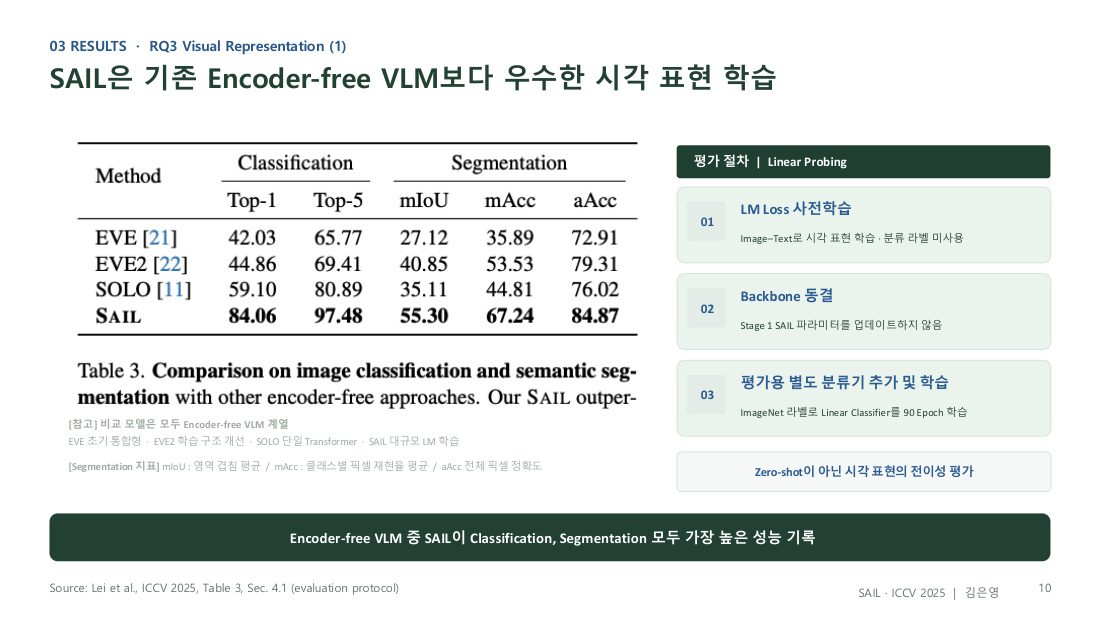 03 RESULTS · RQ3 Visual Representation (1)
SAIL은 기존 Encoder-free VLM보다 우수한 시각 표현 학습
Method Classification Segmentation
Top-1 Top-5 mIoU mAcc aAcc
EVE [21] 42.03 65.77 27.12 35.89 72.91
EVE2 [22] 44.86 69.41 40.85 53.53 79.31
SOLO [11] 59.10 80.89 35.11 44.81 76.02
SAIL 84.06 97.48 55.30 67.24 84.87
Table 3. Comparison on image classification and semantic seg-
mentation with other encoder-free approaches. Our SAIL outper-
[참고] 비교 모델은 모두 Encoder-free VLM 계열
EVE 초기 통합형 · EVE2 학습 구조 개선 · SOLO 단일 Transformer · SAIL 대규모 LM 학습
[Segmentation 지표] mIoU : 영역 겹침 평균 / mAcc : 클래스별 픽셀 재현율 평균 / aAcc 전체 픽셀 정확도
평가 절차 | Linear Probing
01
LM Loss 사전학습
Image–Text로 시각 표현 학습 · 분류 라벨 미사용
02
Backbone 동결
Stage 1 SAIL 파라미터를 업데이트하지 않음
03
평가용 별도 분류기 추가 및 학습
ImageNet 라벨로 Linear Classifier를 90 Epoch 학습
Zero-shot이 아닌 시각 표현의 전이성 평가
Encoder-free VLM 중 SAIL이 Classification, Segmentation 모두 가장 높은 성능 기록
Source: Lei et al., ICCV 2025, Table 3, Sec. 4.1 (evaluation protocol)
SAIL · ICCV 2025 | 김은영
10